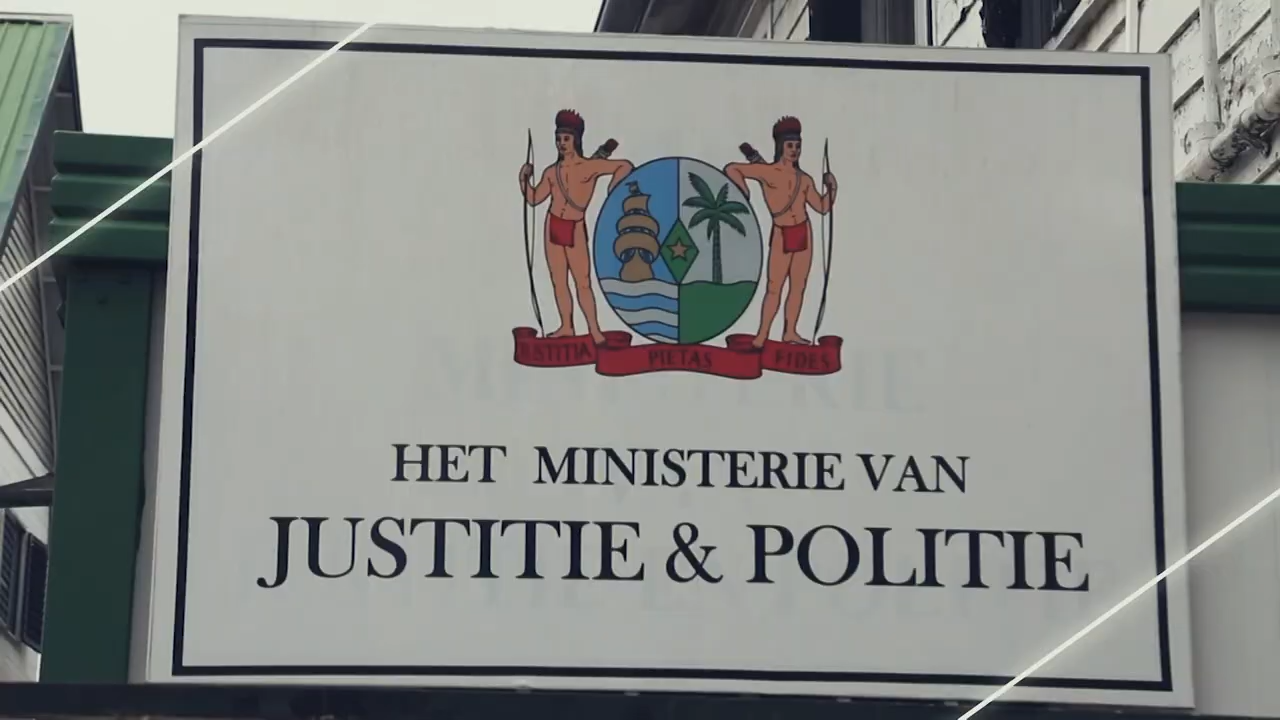 JUSTITIA PIETAS FIDES
HET MINISTERIE VAN
JUSTITIE & POLITIE